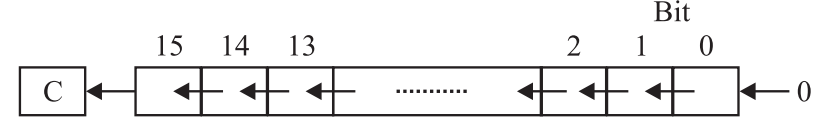 Bit
15 14 13 2 1 0
C ........... 0